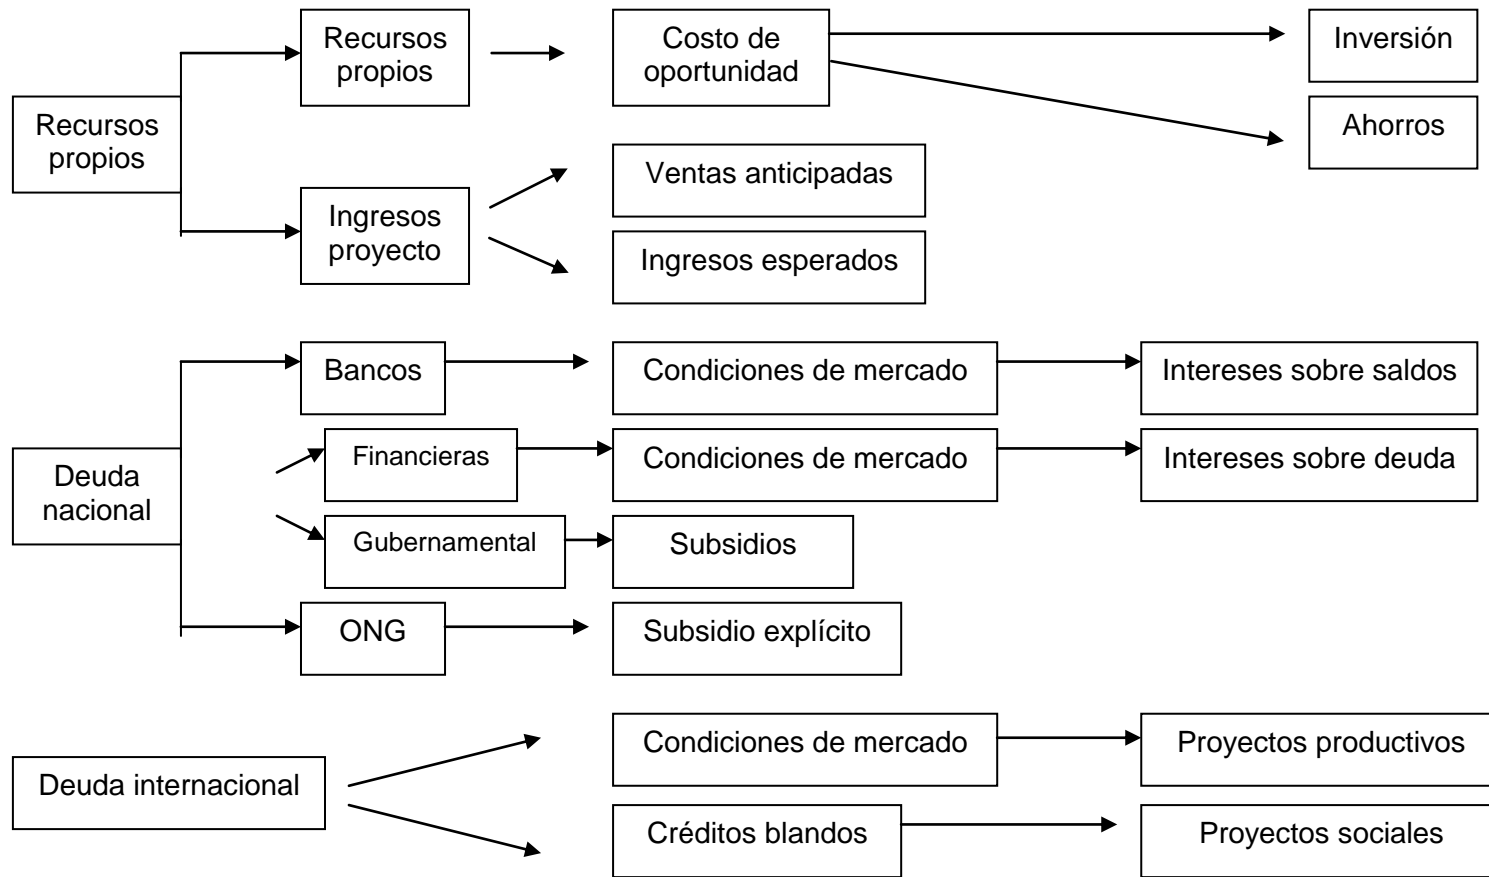 Recursos
propios
Recursos
propios
Costo de
oportunidad
Inversión
Ahorros
Ingresos
proyecto
Ventas anticipadas
Ingresos esperados
Deuda
nacional
Bancos
Condiciones de mercado
Intereses sobre saldos
Financieras
Condiciones de mercado
Intereses sobre deuda
Gubernamental
Subsidios
ONG
Subsidio explícito
Deuda internacional
Condiciones de mercado
Proyectos productivos
Créditos blandos
Proyectos sociales